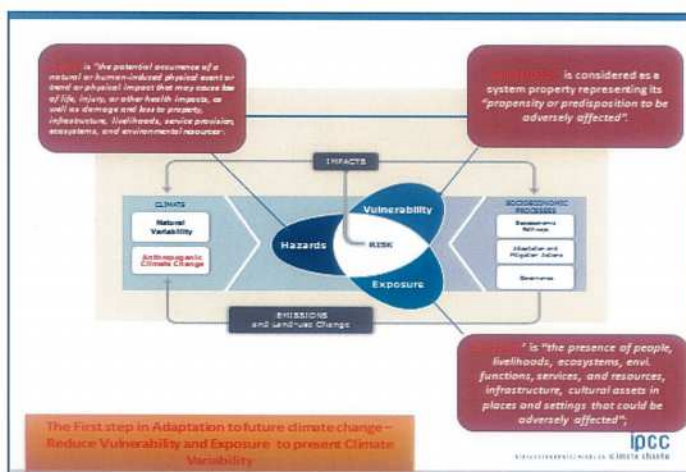 is "the potential occurrence of a
natural or human-induced physical event or
trend or physical impact that may cause loss
of life, injury, or other health impacts, as
well as damage and loss to property,
infrastructure, livelihoods, service provision,
ecosystems, and environmental resources".
is considered as a
system property representing its
"propensity or predisposition to be
adversely affected".
IMPACTS
CLIMATE
Natural
Variability
Anthropogenic
Climate Change
Vulnerability
Hazards
RISK
Exposure
SOCIOECONOMIC
PROCESSES
Socioeconomic
Pathways
Adaptation and
Mitigation Actions
Governance
EMISSIONS
and Land-use Change
' is "the presence of people,
livelihoods, ecosystems, envi.
functions, services, and resources,
infrastructure, cultural assets in
places and settings that could be
adversely affected";
The First step in Adaptation to future climate change –
Reduce Vulnerability and Exposure to present Climate
Variability
ipcc
climate change